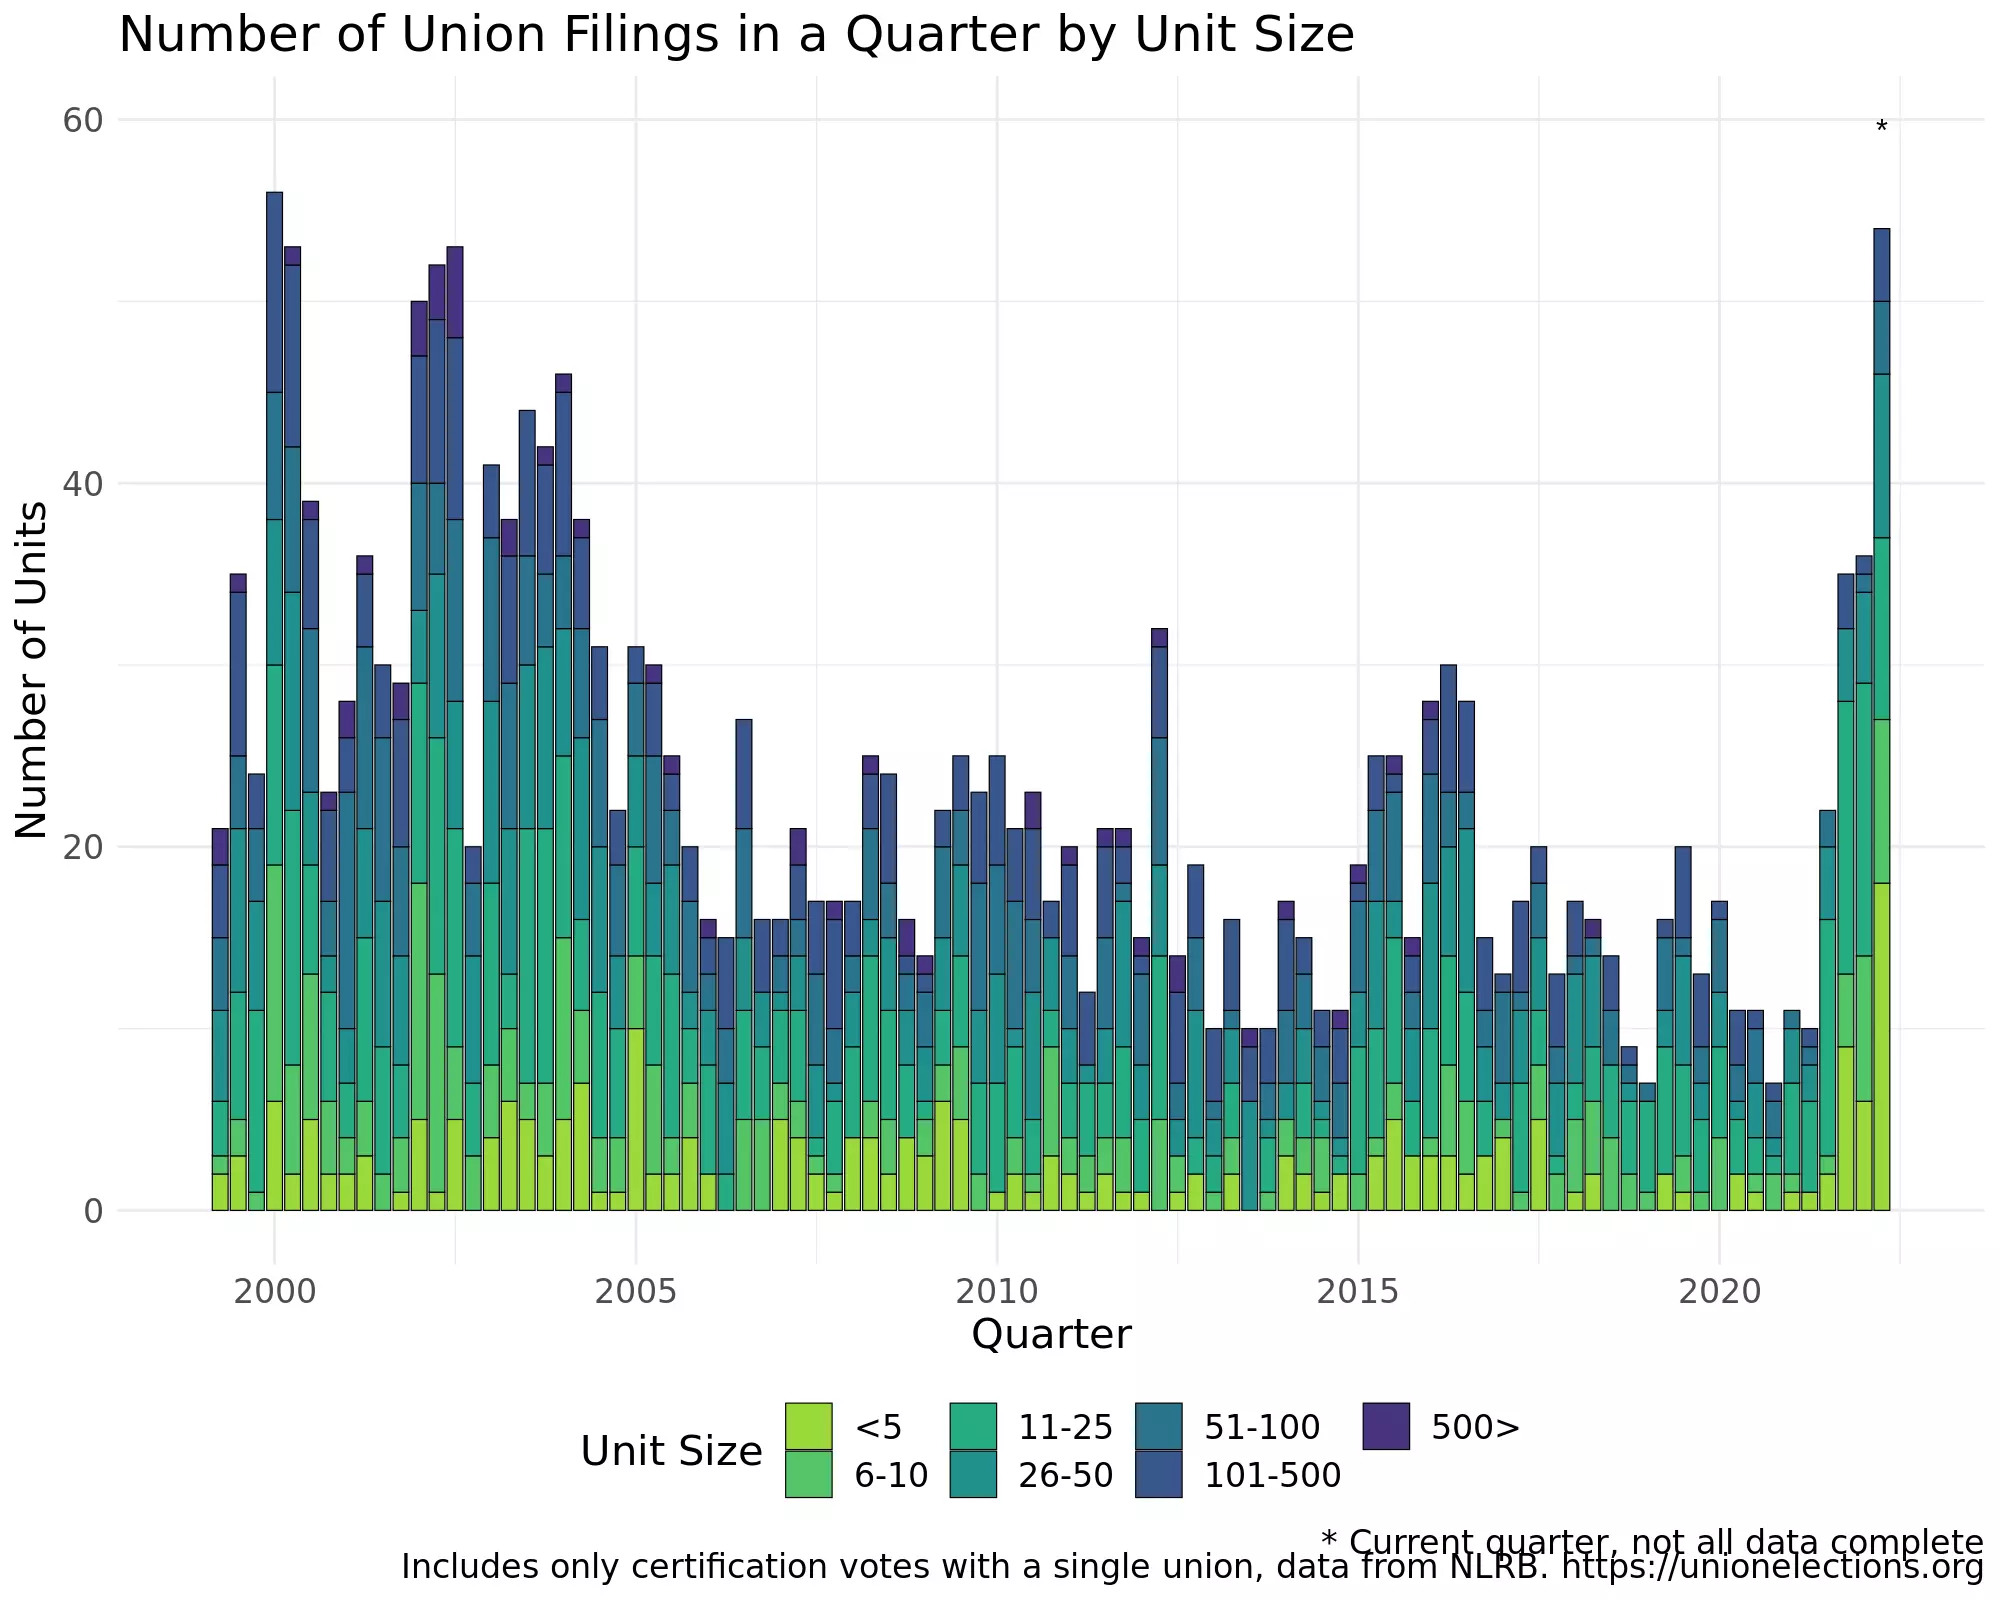 Number of Union Filings in a Quarter by Unit Size
Number of Units
60
40
20
0
*
2000 2005 2010 2015 2020
Quarter
Unit Size
<5 11-25 51-100 500>
6-10 26-50 101-500
* Current quarter, not all data complete
Includes only certification votes with a single union, data from NLRB. https://unionelections.org